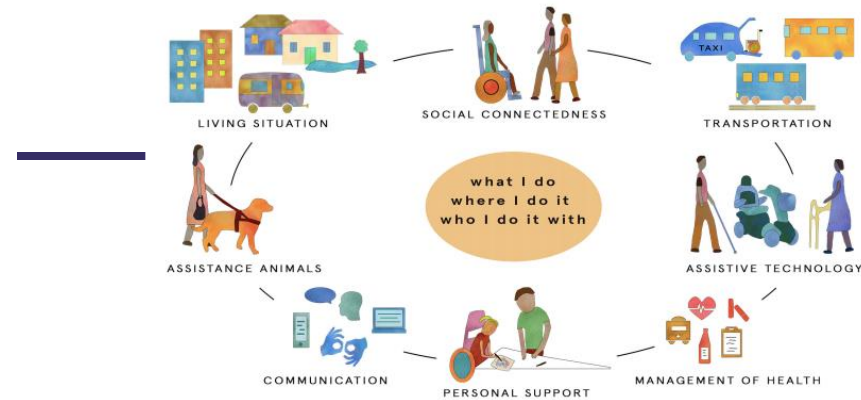 TAXI
LIVING SITUATION
SOCIAL CONNECTEDNESS
TRANSPORTATION
what I do
where I do it
who I do it with
ASSISTANCE ANIMALS
ASSISTIVE TECHNOLOGY
COMMUNICATION
PERSONAL SUPPORT
MANAGEMENT OF HEALTH